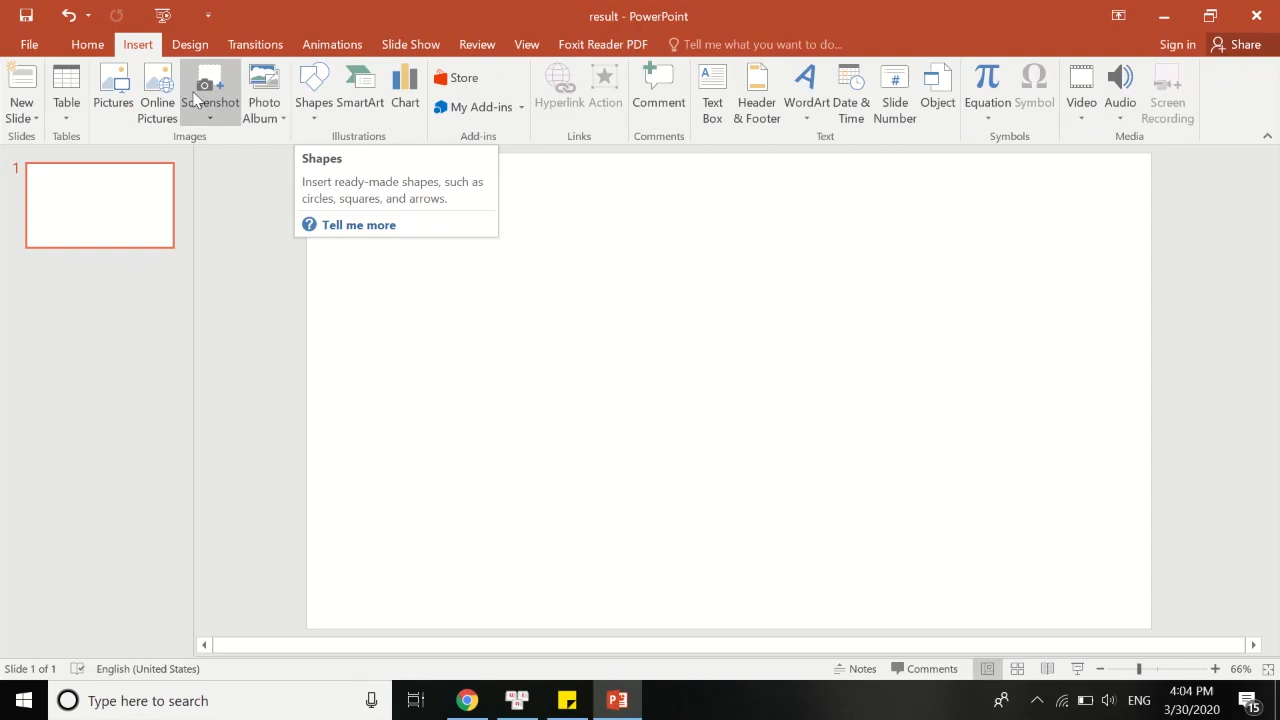 result - PowerPoint
File Home Insert Design Transitions Animations Slide Show Review View Foxit Reader PDF Tell me what you want to do... Sign in Share
New Slide
Table
Pictures
Online Pictures
Screenshot
Photo Album
Shapes
SmartArt
Chart
Store
My Add-ins
Hyperlink
Action
Comment
Text Box
Header & Footer
WordArt
Date & Time
Slide Number
Object
Equation
Symbol
Video
Audio
Screen Recording
Slides Tables Images Illustrations Add-ins Links Comments Text Symbols Media
1
Shapes
Insert ready-made shapes, such as
circles, squares, and arrows.
Tell me more
Slide 1 of 1 English (United States) Notes Comments 66%
Type here to search
ENG
4:04 PM
3/30/2020
15